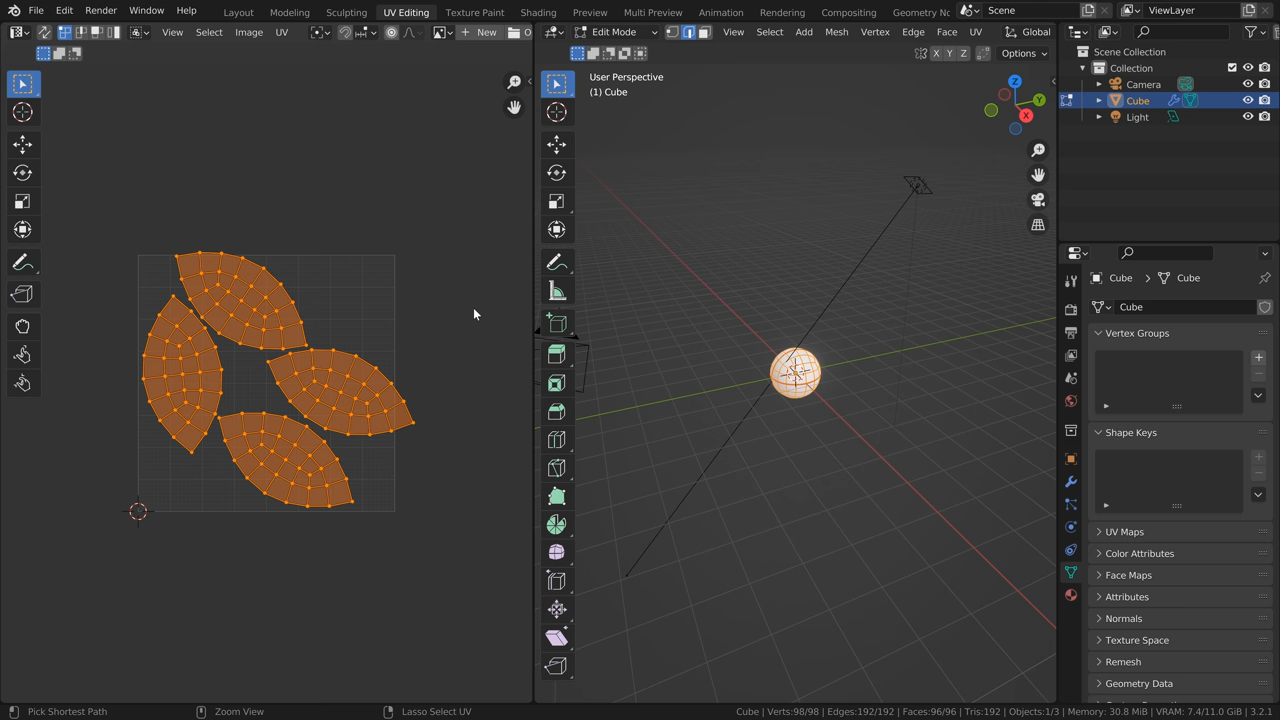 File Edit Render Window Help
Layout Modeling Sculpting UV Editing Texture Paint Shading Preview Multi Preview Animation Rendering Compositing Geometry No
Scene
ViewLayer
View Select Image UV
New
O
Edit Mode
View Select Add Mesh Vertex Edge Face UV
Global
X Y Z
Options
User Perspective
(1) Cube
Z
Y
X
Scene Collection
Collection
Camera
Cube
Light
Cube
Cube
Cube
Vertex Groups
Shape Keys
UV Maps
Color Attributes
Face Maps
Attributes
Normals
Texture Space
Remesh
Geometry Data
Pick Shortest Path
Zoom View
Lasso Select UV
Cube | Verts:98/98 | Edges:192/192 | Faces:96/96 | Tris:192 | Objects:1/3 | Memory: 30.8 MiB | VRAM: 7.4/11.0 GiB | 3.2.1